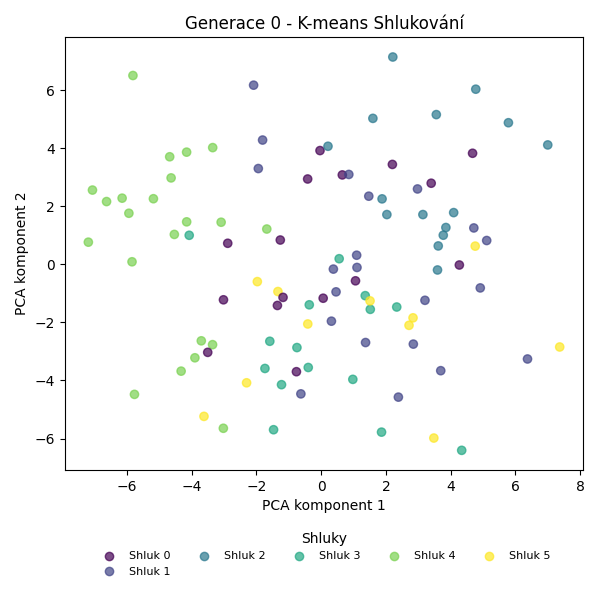 Generace 0 - K-means Shlukování
PCA komponent 2
6
4
2
0
−2
−4
−6
−6 −4 −2 0 2 4 6 8
PCA komponent 1
Shluky
Shluk 0 Shluk 2 Shluk 3 Shluk 4 Shluk 5
Shluk 1